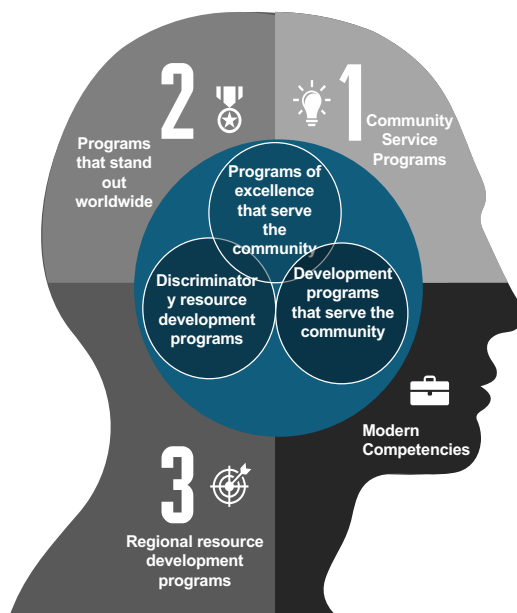 2
Programs
that stand
out
worldwide
1
Community
Service
Programs
Programs of
excellence
that serve
the
community
Discriminator
y resource
development
programs
Development
programs
that serve the
community
Modern
Competencies
3
Regional resource
development
programs